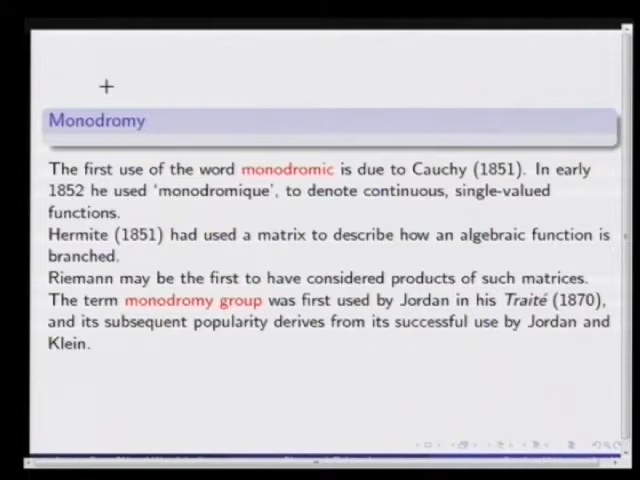 Monodromy
The first use of the word monodromic is due to Cauchy (1851). In early
1852 he used 'monodromique', to denote continuous, single-valued
functions.
Hermite (1851) had used a matrix to describe how an algebraic function is
branched.
Riemann may be the first to have considered products of such matrices.
The term monodromy group was first used by Jordan in his Traité (1870),
and its subsequent popularity derives from its successful use by Jordan and
Klein.